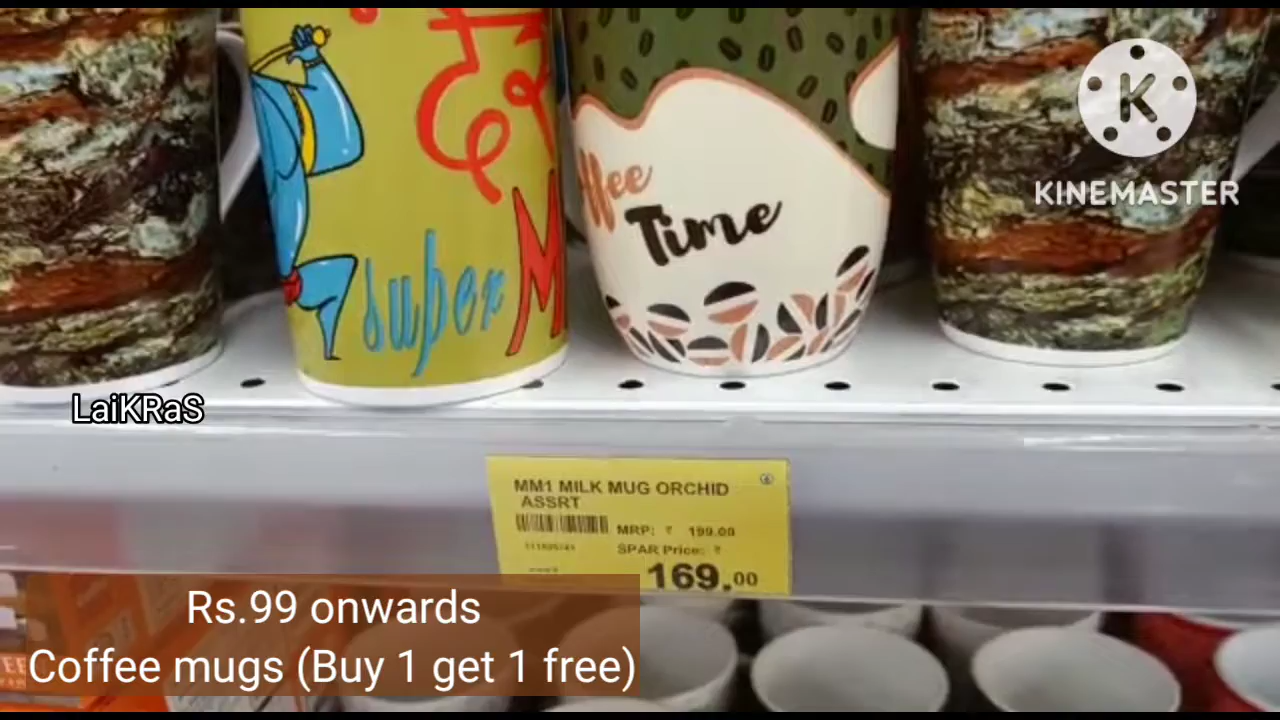 K
KINEMASTER
super M
ffee
Time
LaiKRaS
MM1 MILK MUG ORCHID
ASSRT
MRP: ₹ 199.00
SPAR Price: ₹
169.00
Rs.99 onwards
Coffee mugs (Buy 1 get 1 free)